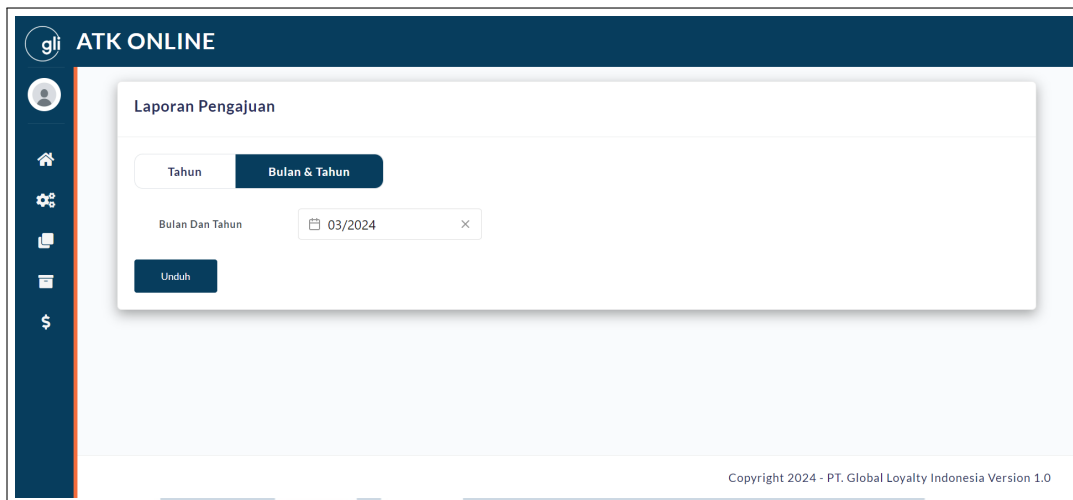 gli ATK ONLINE
Laporan Pengajuan
Tahun Bulan & Tahun
Bulan Dan Tahun 03/2024
Unduh
Copyright 2024 - PT. Global Loyalty Indonesia Version 1.0